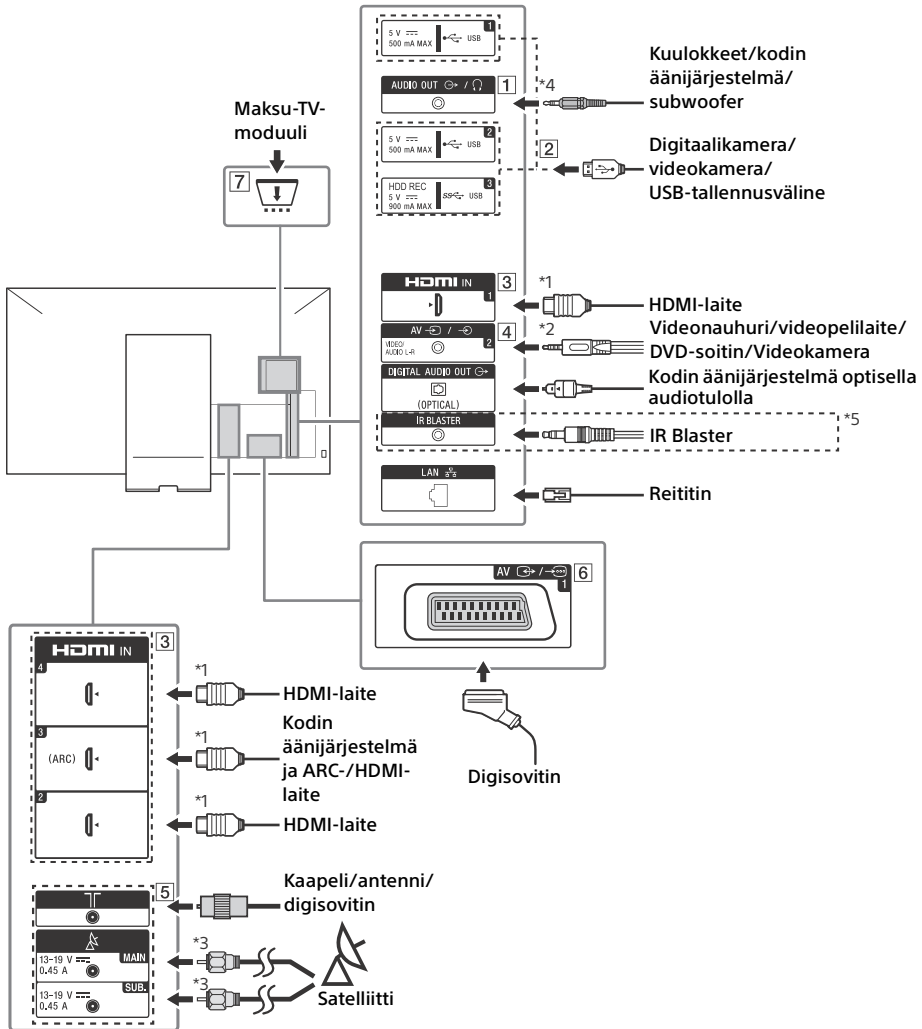 5 V
500 mA MAX
USB
1
AUDIO OUT /
1
*4
Kuulokkeet/kodin
äänijärjestelmä/
subwoofer
Maksu-TV-
moduuli
7
5 V
500 mA MAX
USB
2
2
Digitaalikamera/
videokamera/
USB-tallennusväline
HDD REC
5 V
900 mA MAX
SS USB
3
HDMI IN
1
3
*1
HDMI-laite
AV /
VIDEO/
AUDIO L-R
2
4
*2
Videonauhuri/videopelilaite/
DVD-soitin/Videokamera
DIGITAL AUDIO OUT
(OPTICAL)
Kodin äänijärjestelmä optisella
audiotulolla
IR BLASTER
IR Blaster
*5
LAN
Reititin
AV /
1
6
Digisovitin
HDMI IN
3
4
*1
HDMI-laite
3
(ARC)
*1
Kodin
äänijärjestelmä
ja ARC-/HDMI-
laite
2
*1
HDMI-laite
5
Kaapeli/antenni/
digisovitin
13-19 V
0.45 A
MAIN
*3
13-19 V
0.45 A
SUB.
*3
Satelliitti